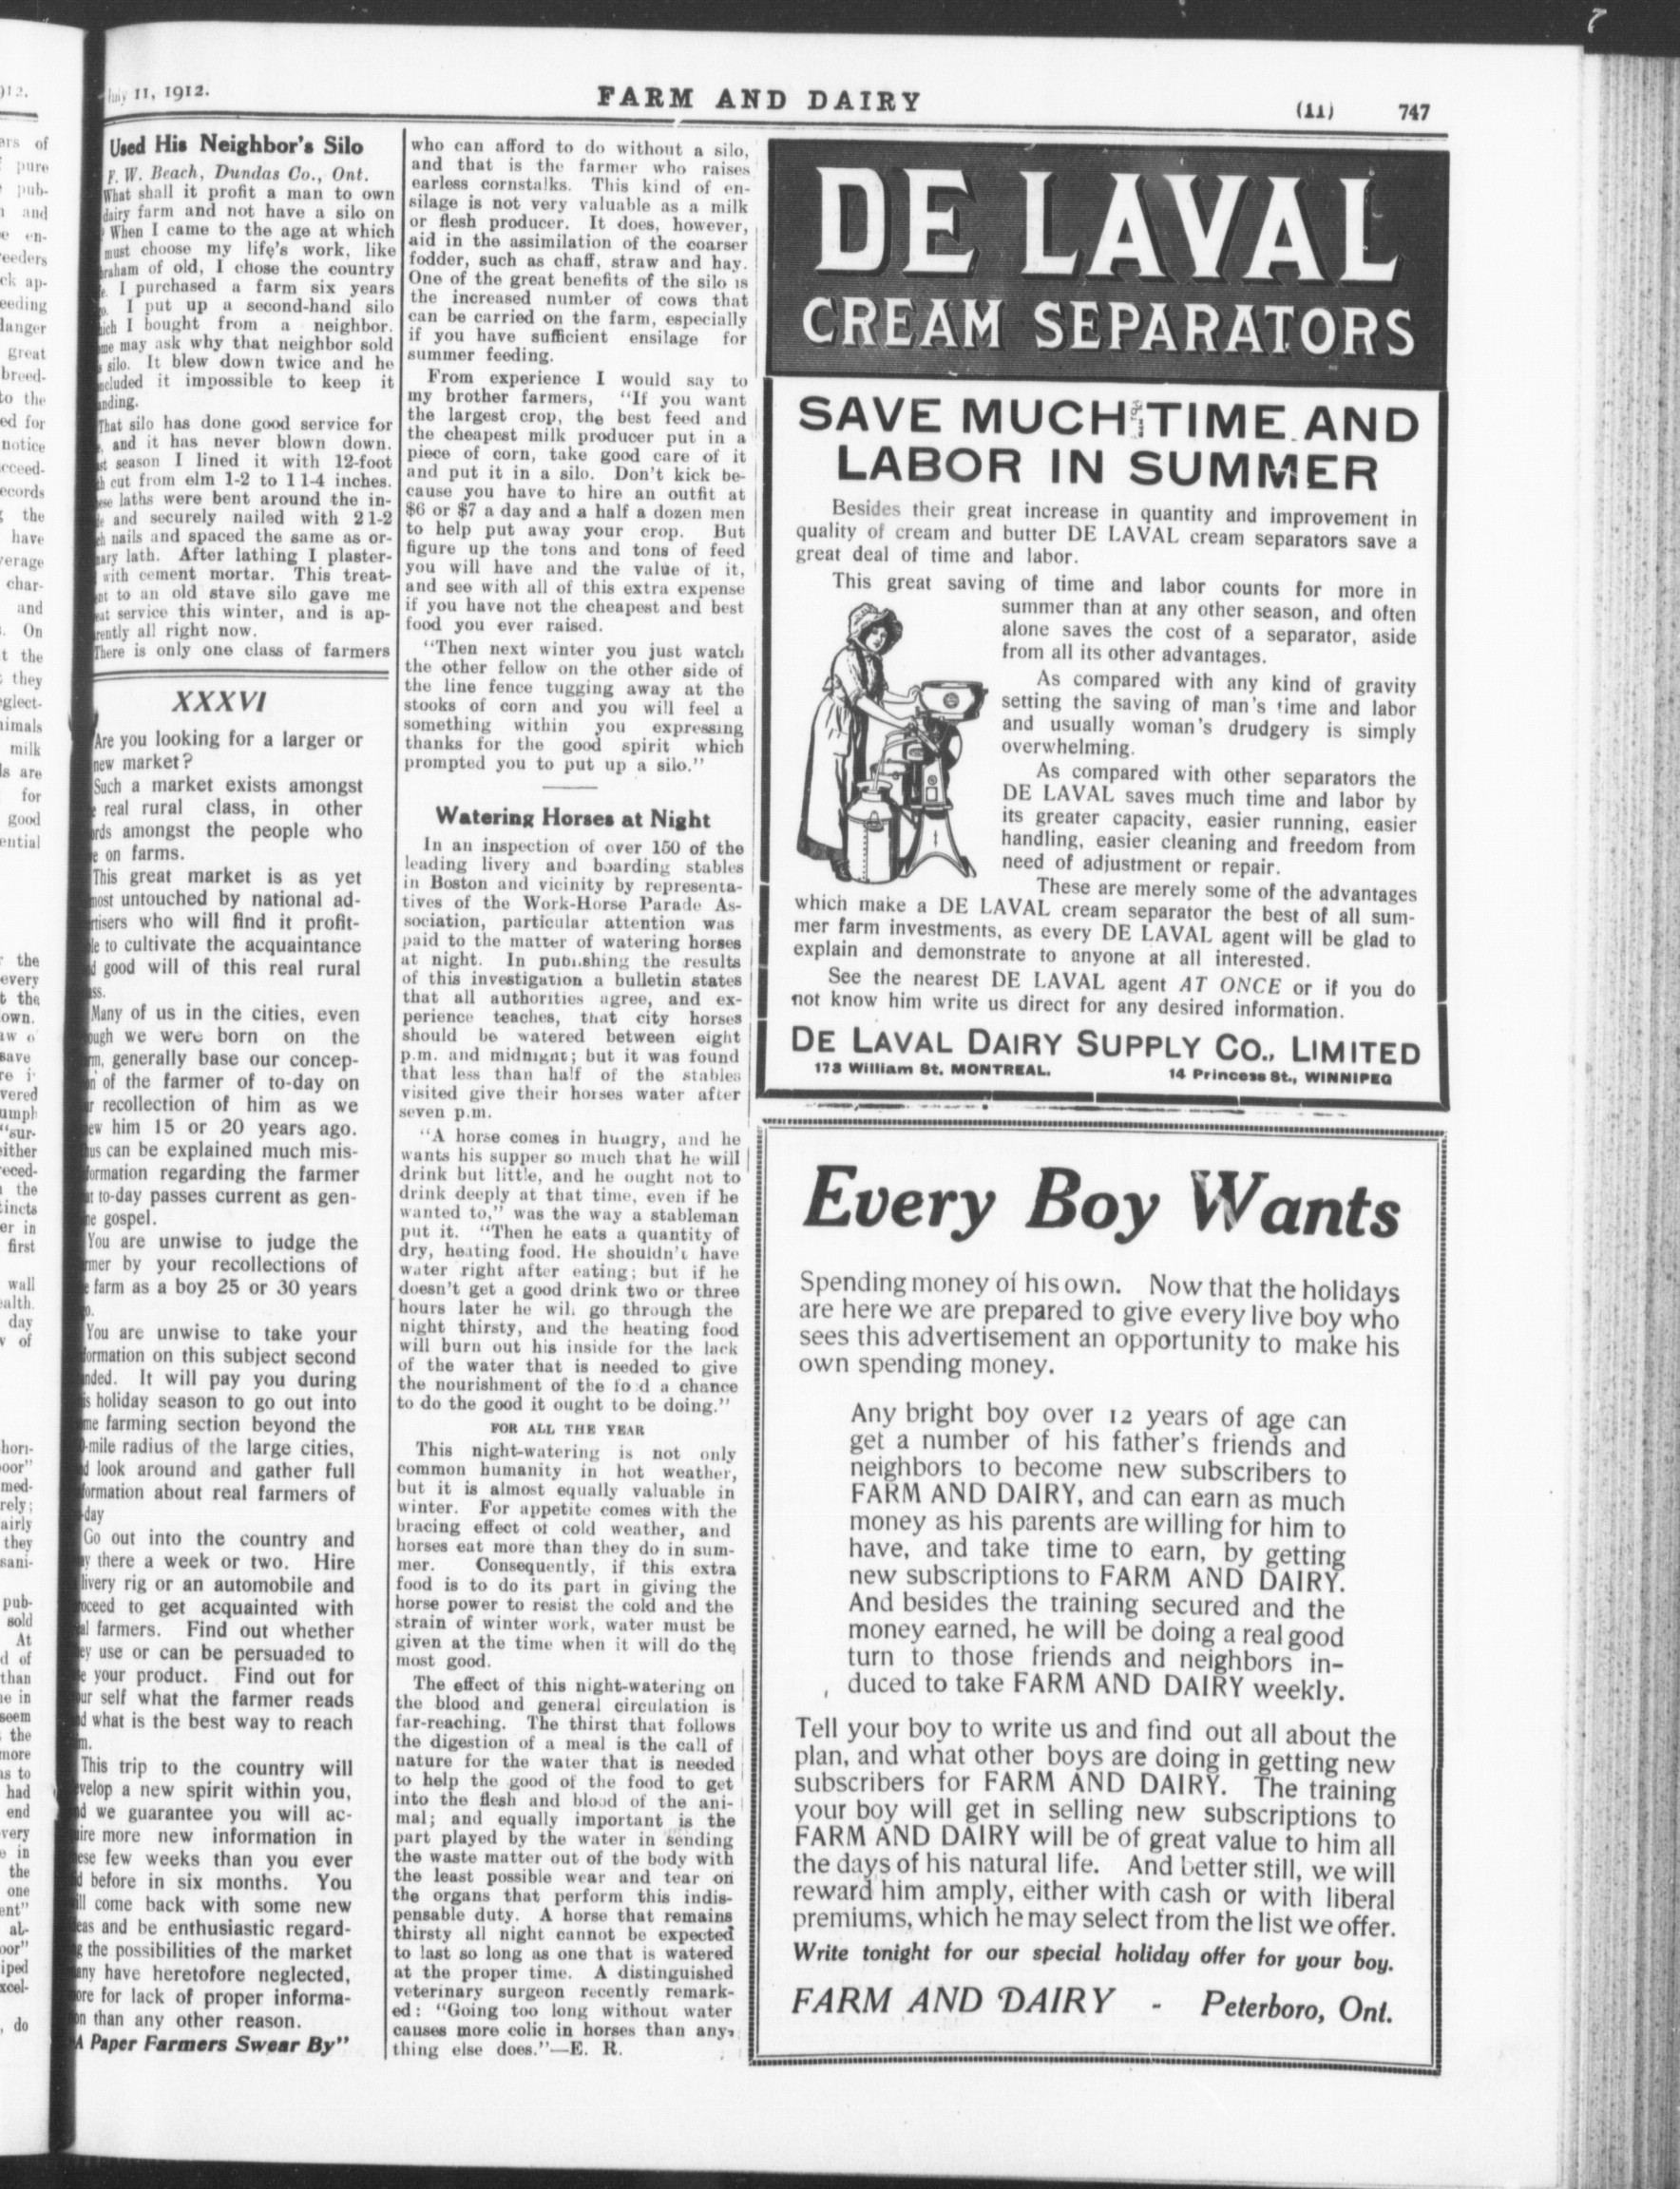 July 11, 1912.
FARM AND DAIRY
(11) 747
Used His Neighbor's Silo
F. W. Beach, Dundas Co., Ont.
What shall it profit a man to own
dairy farm and not have a silo on
When I came to the age at which
must choose my life's work, like
of old, I chose the country
I purchased a farm six years
I put up a second-hand silo
I bought from a neighbor.
may ask why that neighbor sold
silo. It blew down twice and he
it impossible to keep it
That silo has done good service for
and it has never blown down.
season I lined it with 12-foot
cut from elm 1-2 to 1 1-4 inches.
laths were bent around the in-
and securely nailed with 2 1-2
nails and spaced the same as or-
lath. After lathing I plaster-
with cement mortar. This treat-
to an old stave silo gave me
service this winter, and is ap-
all right now.
There is only one class of farmers
XXXVI
Are you looking for a larger or
new market?
Such a market exists amongst
real rural class, in other
amongst the people who
on farms.
This great market is as yet
untouched by national ad-
who will find it profit-
to cultivate the acquaintance
good will of this real rural
Many of us in the cities, even
we were born on the
generally base our concep-
of the farmer of to-day on
recollection of him as we
him 15 or 20 years ago.
can be explained much mis-
regarding the farmer
to-day passes current as gen-
gospel.
You are unwise to judge the
by your recollections of
farm as a boy 25 or 30 years
You are unwise to take your
on this subject second
It will pay you during
holiday season to go out into
farming section beyond the
-mile radius of the large cities,
look around and gather full
about real farmers of
day
Go out into the country and
there a week or two. Hire
livery rig or an automobile and
to get acquainted with
farmers. Find out whether
use or can be persuaded to
your product. Find out for
self what the farmer reads
what is the best way to reach
This trip to the country will
a new spirit within you,
we guarantee you will ac-
more new information in
few weeks than you ever
before in six months. You
come back with some new
and be enthusiastic regard-
the possibilities of the market
have heretofore neglected,
for lack of proper informa-
than any other reason.
A Paper Farmers Swear By"
who can afford to do without a silo,
and that is the farmer who raises
earless cornstalks. This kind of en-
silage is not very valuable as a milk
or flesh producer. It does, however,
aid in the assimilation of the coarser
fodder, such as chaff, straw and hay.
One of the great benefits of the silo is
the increased number of cows that
can be carried on the farm, especially
if you have sufficient ensilage for
summer feeding.
From experience I would say to
my brother farmers, "If you want
the largest crop, the best feed and
the cheapest milk producer put in a
piece of corn, take good care of it
and put it in a silo. Don't kick be-
cause you have to hire an outfit at
$6 or $7 a day and a half a dozen men
to help put away your crop. But
figure up the tons and tons of feed
you will have and the value of it,
and see with all of this extra expense
if you have not the cheapest and best
food you ever raised.
"Then next winter you just watch
the other fellow on the other side of
the line fence tugging away at the
stooks of corn and you will feel a
something within you expressing
thanks for the good spirit which
prompted you to put up a silo."
Watering Horses at Night
In an inspection of over 150 of the
leading livery and boarding stables
in Boston and vicinity by representa-
tives of the Work-Horse Parade As-
sociation, particular attention was
paid to the matter of watering horses
at night. In publishing the results
of this investigation a bulletin states
that all authorities agree, and ex-
perience teaches, that city horses
should be watered between eight
p.m. and midnight; but it was found
that less than half of the stables
visited give their horses water after
seven p.m.
"A horse comes in hungry, and he
wants his supper so much that he will
drink but little, and he ought not to
drink deeply at that time, even if he
wanted to," was the way a stableman
put it. "Then he eats a quantity of
dry, heating food. He shouldn't have
water right after eating; but if he
doesn't get a good drink two or three
hours later he will go through the
night thirsty, and the heating food
will burn out his inside for the lack
of the water that is needed to give
the nourishment of the food a chance
to do the good it ought to be doing."
FOR ALL THE YEAR
This night-watering is not only
common humanity in hot weather,
but it is almost equally valuable in
winter. For appetite comes with the
bracing effect of cold weather, and
horses eat more than they do in sum-
mer. Consequently, if this extra
food is to do its part in giving the
horse power to resist the cold and the
strain of winter work, water must be
given at the time when it will do the
most good.
The effect of this night-watering on
the blood and general circulation is
far-reaching. The thirst that follows
the digestion of a meal is the call of
nature for the water that is needed
to help the good of the food to get
into the flesh and blood of the ani-
mal; and equally important is the
part played by the water in sending
the waste matter out of the body with
the least possible wear and tear on
the organs that perform this indis-
pensable duty. A horse that remains
thirsty all night cannot be expected
to last so long as one that is watered
at the proper time. A distinguished
veterinary surgeon recently remark-
ed: "Going too long without water
causes more colic in horses than any-
thing else does."—E. R.
DE LAVAL
CREAM SEPARATORS
SAVE MUCH TIME AND
LABOR IN SUMMER
Besides their great increase in quantity and improvement in
quality of cream and butter DE LAVAL cream separators save a
great deal of time and labor.
This great saving of time and labor counts for more in
summer than at any other season, and often
alone saves the cost of a separator, aside
from all its other advantages.
As compared with any kind of gravity
setting the saving of man's time and labor
and usually woman's drudgery is simply
overwhelming.
As compared with other separators the
DE LAVAL saves much time and labor by
its greater capacity, easier running, easier
handling, easier cleaning and freedom from
need of adjustment or repair.
These are merely some of the advantages
which make a DE LAVAL cream separator the best of all sum-
mer farm investments, as every DE LAVAL agent will be glad to
explain and demonstrate to anyone at all interested.
See the nearest DE LAVAL agent AT ONCE or if you do
not know him write us direct for any desired information.
DE LAVAL DAIRY SUPPLY CO., LIMITED
173 William St. MONTREAL. 14 Princess St., WINNIPEG
Every Boy Wants
Spending money of his own. Now that the holidays
are here we are prepared to give every live boy who
sees this advertisement an opportunity to make his
own spending money.
Any bright boy over 12 years of age can
get a number of his father's friends and
neighbors to become new subscribers to
FARM AND DAIRY, and can earn as much
money as his parents are willing for him to
have, and take time to earn, by getting
new subscriptions to FARM AND DAIRY.
And besides the training secured and the
money earned, he will be doing a real good
turn to those friends and neighbors in-
duced to take FARM AND DAIRY weekly.
Tell your boy to write us and find out all about the
plan, and what other boys are doing in getting new
subscribers for FARM AND DAIRY. The training
your boy will get in selling new subscriptions to
FARM AND DAIRY will be of great value to him all
the days of his natural life. And better still, we will
reward him amply, either with cash or with liberal
premiums, which he may select from the list we offer.
Write tonight for our special holiday offer for your boy.
FARM AND DAIRY - Peterboro, Ont.